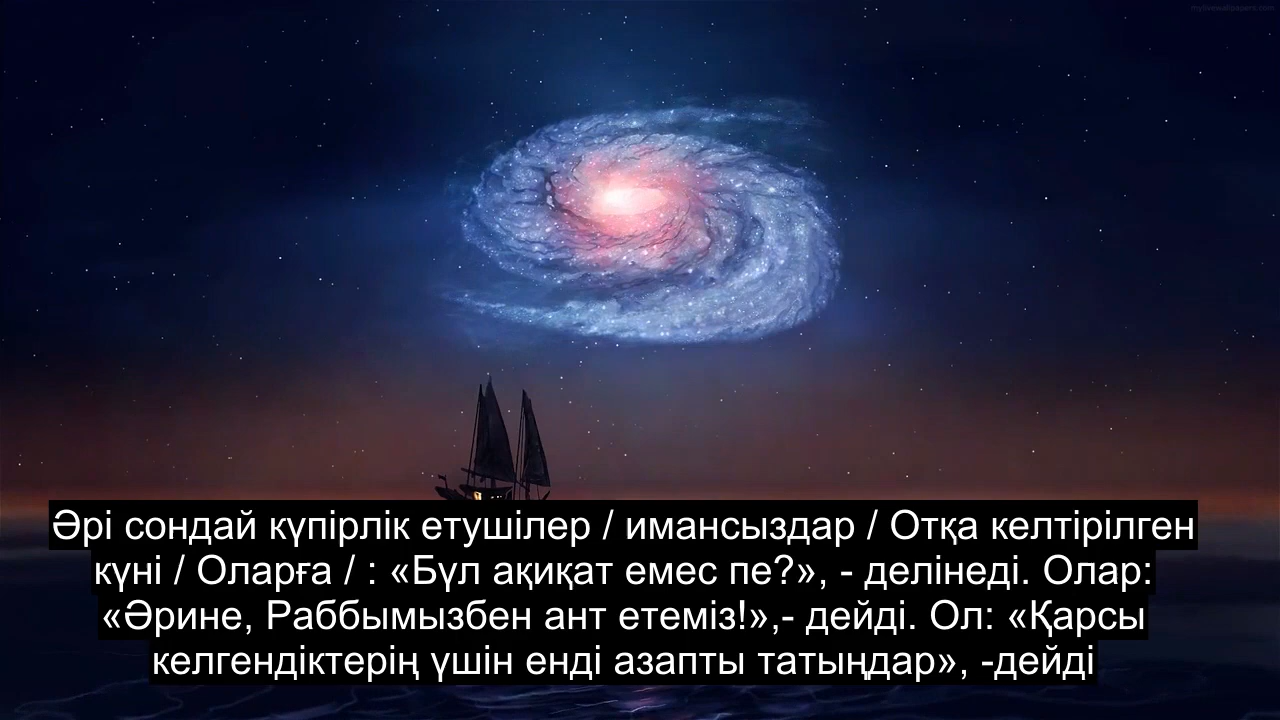 Әрі сондай күпірлік етушілер / имансыздар / Отқа келтірілген
күні / Оларға / : «Бұл ақиқат емес пе?», - делінеді. Олар:
«Әрине, Раббымызбен ант етеміз!»,- дейді. Ол: «Қарсы
келгендіктерің үшін енді азапты татыңдар», -дейді